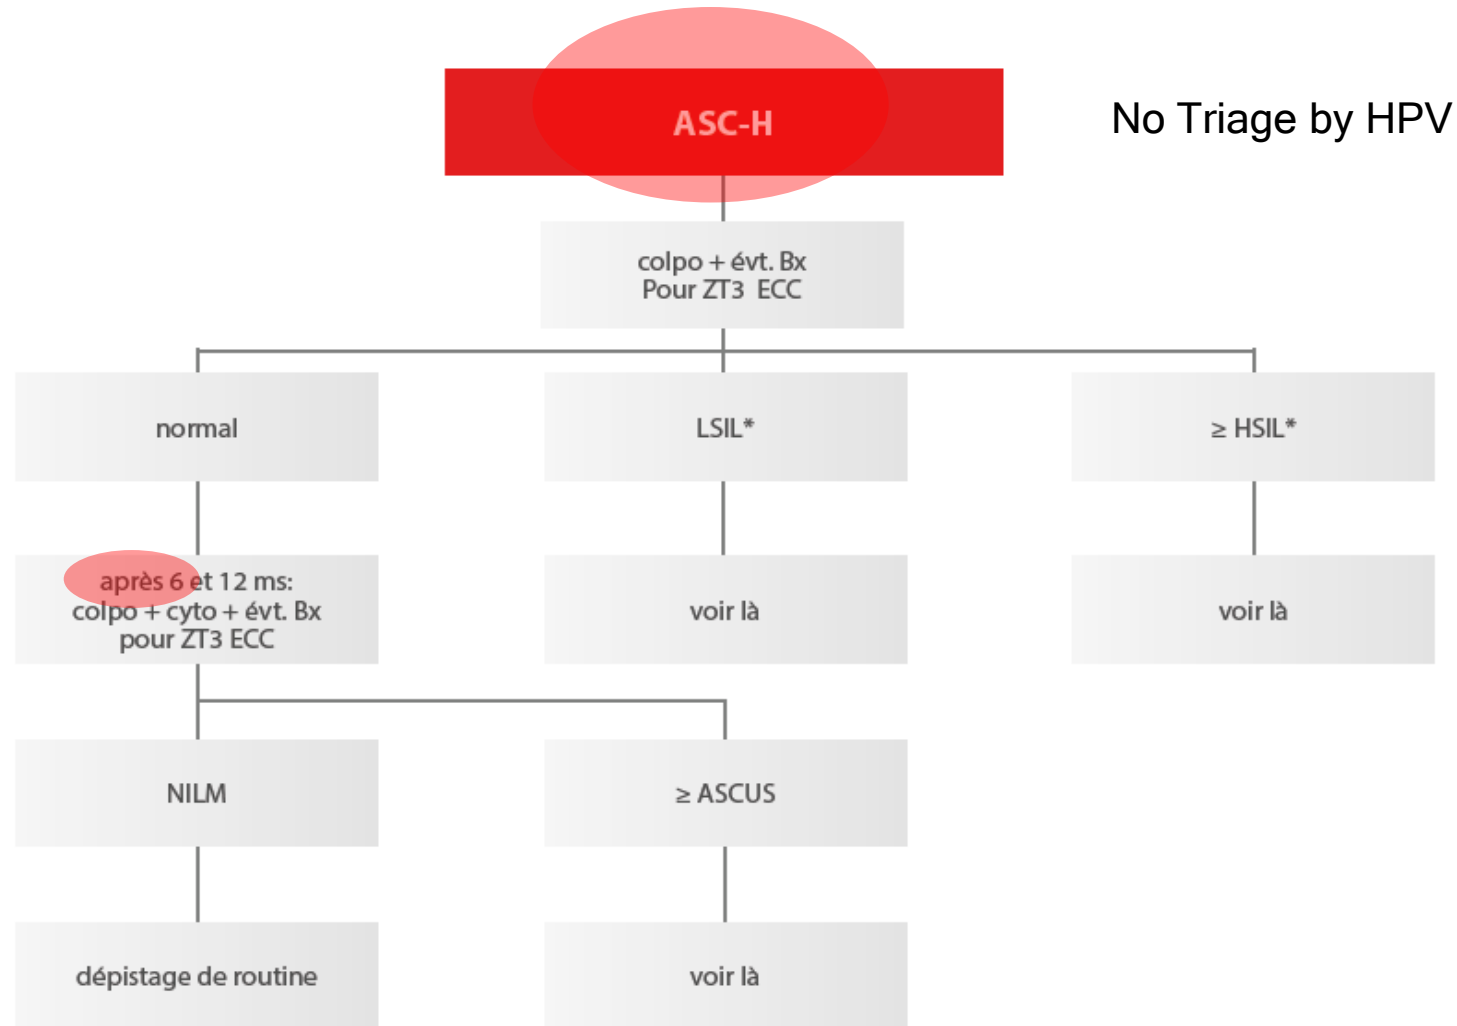 ASC-H
No Triage by HPV
colpo + évt. Bx
Pour ZT3 ECC
normal
LSIL*
≥ HSIL*
après 6 et 12 ms:
colpo + cyto + évt. Bx
pour ZT3 ECC
voir là
voir là
NILM
≥ ASCUS
dépistage de routine
voir là